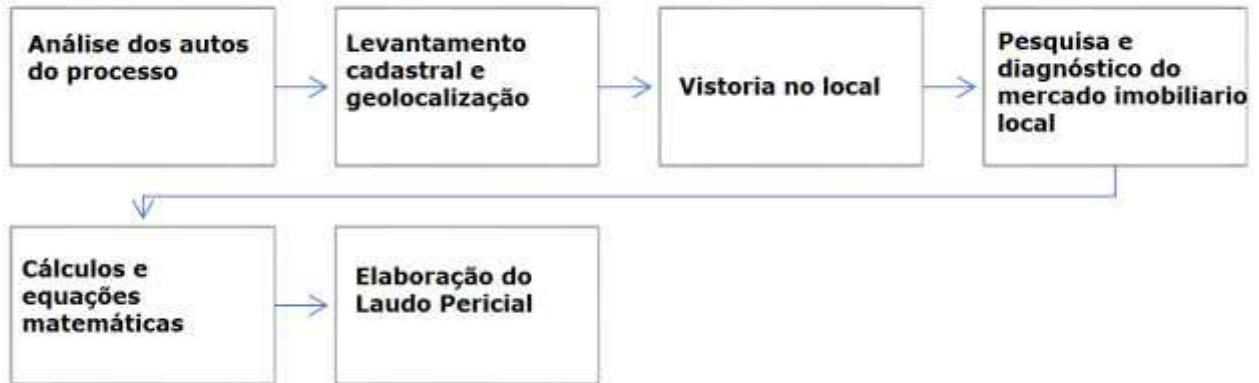 Análise dos autos
do processo
Levantamento
cadastral e
geolocalização
Vistoria no local
Pesquisa e
diagnóstico do
mercado imobiliario
local
Cálculos e
equações
matemáticas
Elaboração do
Laudo Pericial